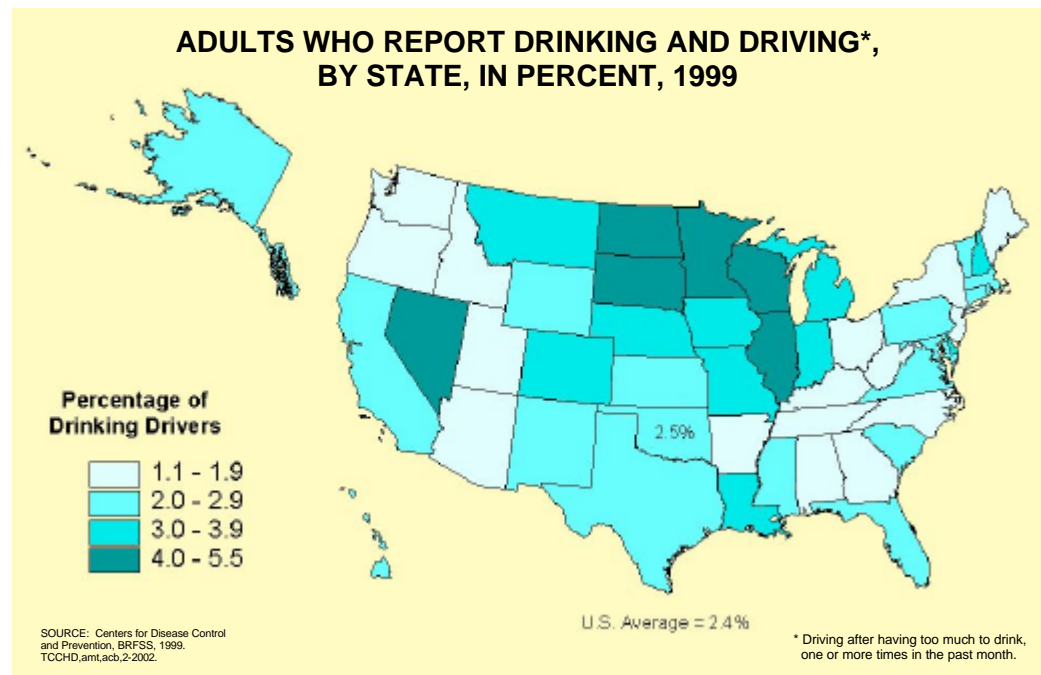 ADULTS WHO REPORT DRINKING AND DRIVING*,
BY STATE, IN PERCENT, 1999
2.5%
Percentage of
Drinking Drivers
1.1 - 1.9
2.0 - 2.9
3.0 - 3.9
4.0 - 5.5
U.S. Average = 2.4%
SOURCE: Centers for Disease Control
and Prevention, BRFSS, 1999.
TCCHD,amt,acb,2-2002.
* Driving after having too much to drink,
one or more times in the past month.